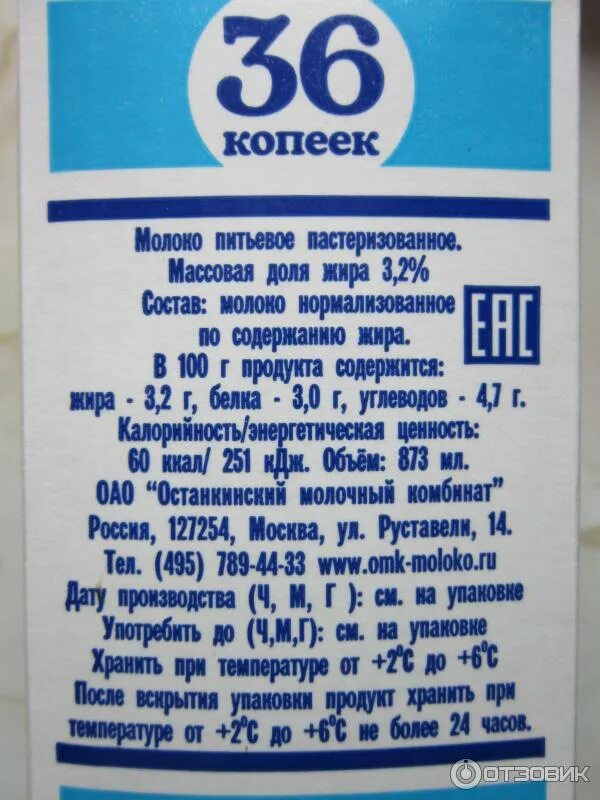 36
копеек
Молоко питьевое пастеризованное.
Массовая доля жира 3,2%
Состав: молоко нормализованное
по содержанию жира.
EAC
В 100 г продукта содержится:
жира - 3,2 г, белка - 3,0 г, углеводов - 4,7 г.
Калорийность/энергетическая ценность:
60 ккал/ 251 кДж. Объём: 873 мл.
ОАО "Останкинский молочный комбинат"
Россия, 127254, Москва, ул. Руставели, 14.
Тел. (495) 789-44-33 www.omk-moloko.ru
Дату производства (Ч, М, Г ): см. на упаковке
Употребить до (Ч,М,Г): см. на упаковке
Хранить при температуре от +2°С до +6°С
После вскрытия упаковки продукт хранить при
температуре от +2°С до +6°С не более 24 часов.
ОТЗОВИК